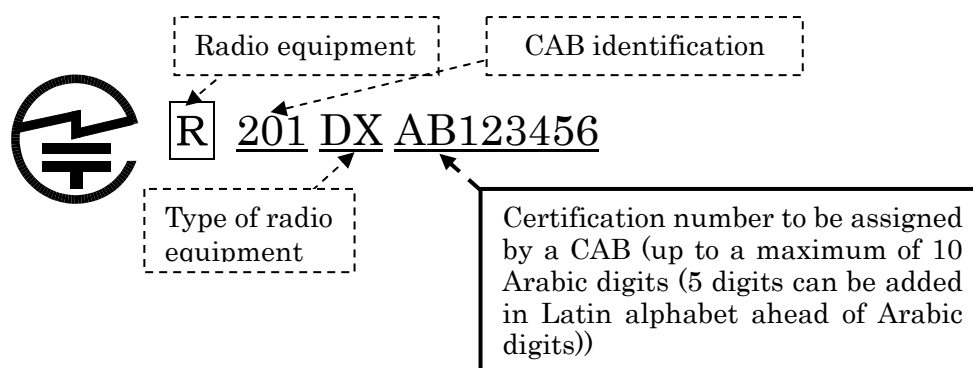 Radio equipment
CAB identification
R 201 DX AB123456
Type of radio
equipment
Certification number to be assigned
by a CAB (up to a maximum of 10
Arabic digits (5 digits can be added
in Latin alphabet ahead of Arabic
digits))